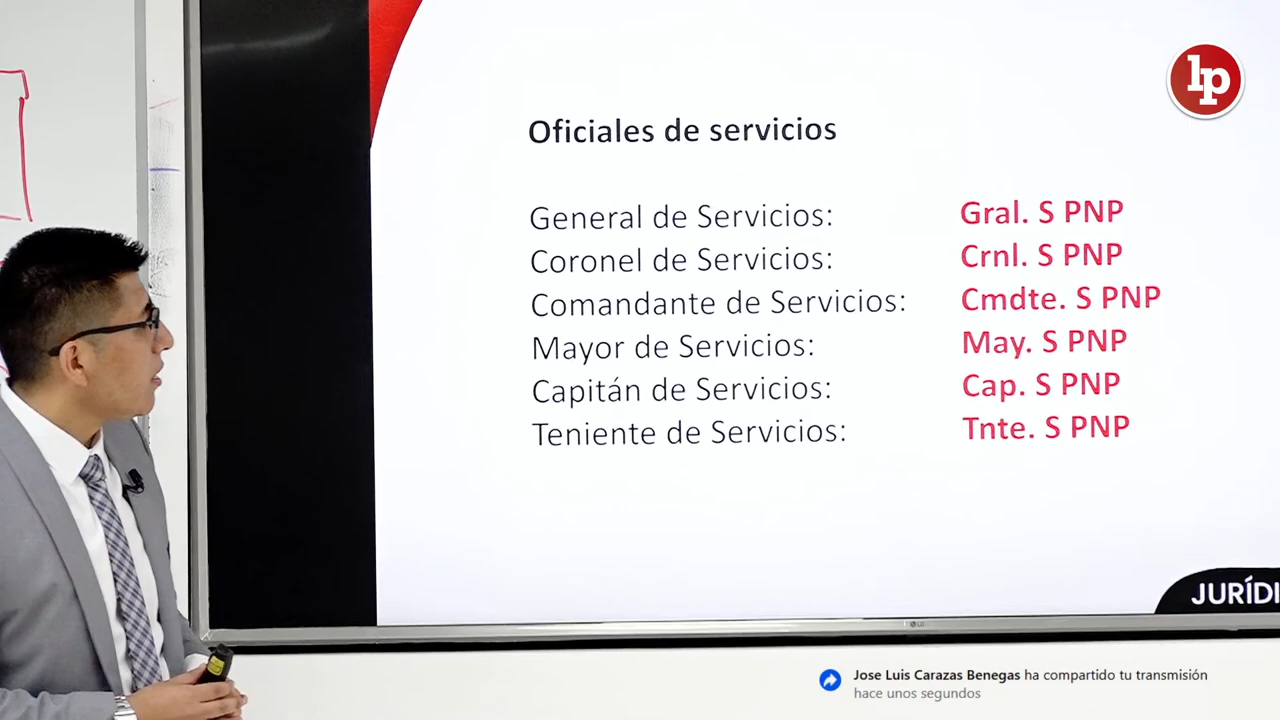 lp
Oficiales de servicios
General de Servicios: Gral. S PNP
Coronel de Servicios: Crnl. S PNP
Comandante de Servicios: Cmdte. S PNP
Mayor de Servicios: May. S PNP
Capitán de Servicios: Cap. S PNP
Teniente de Servicios: Tnte. S PNP
JURÍDI
LG
Jose Luis Carazas Benegas ha compartido tu transmisión
hace unos segundos